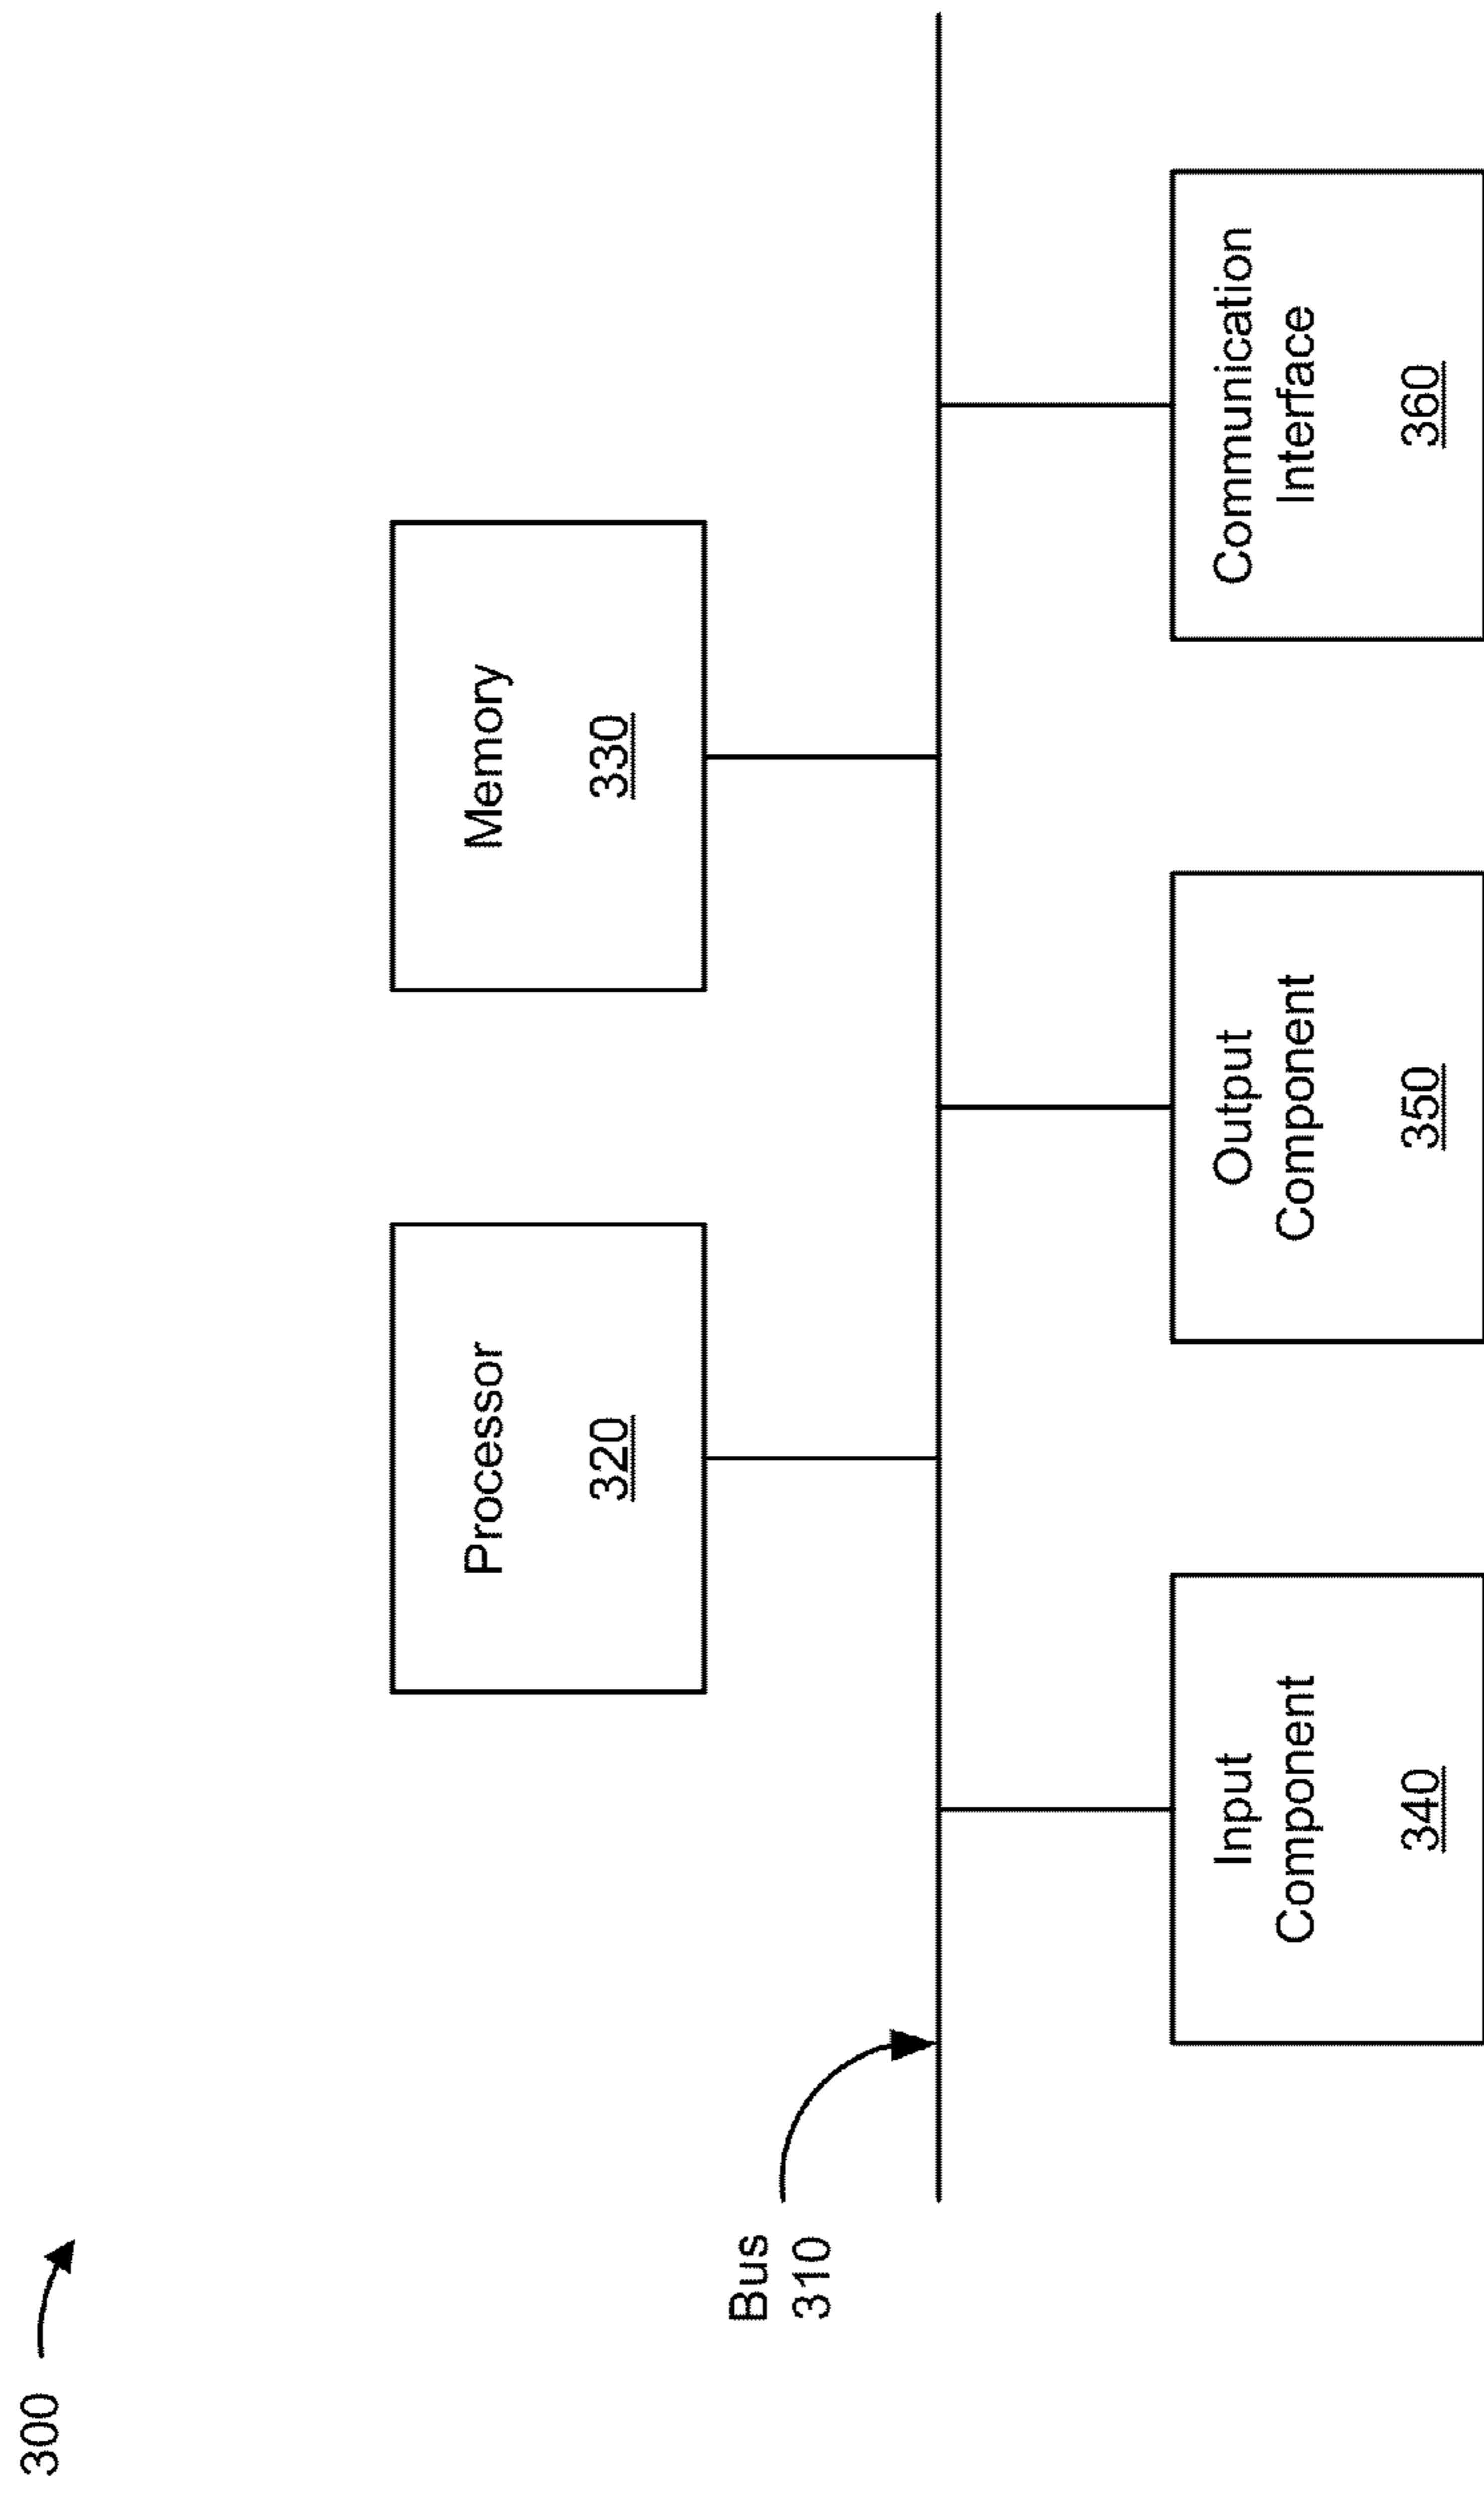 300
Processor
320
Memory
330
Bus
310
Input
Component
340
Output
Component
350
Communication
Interface
360